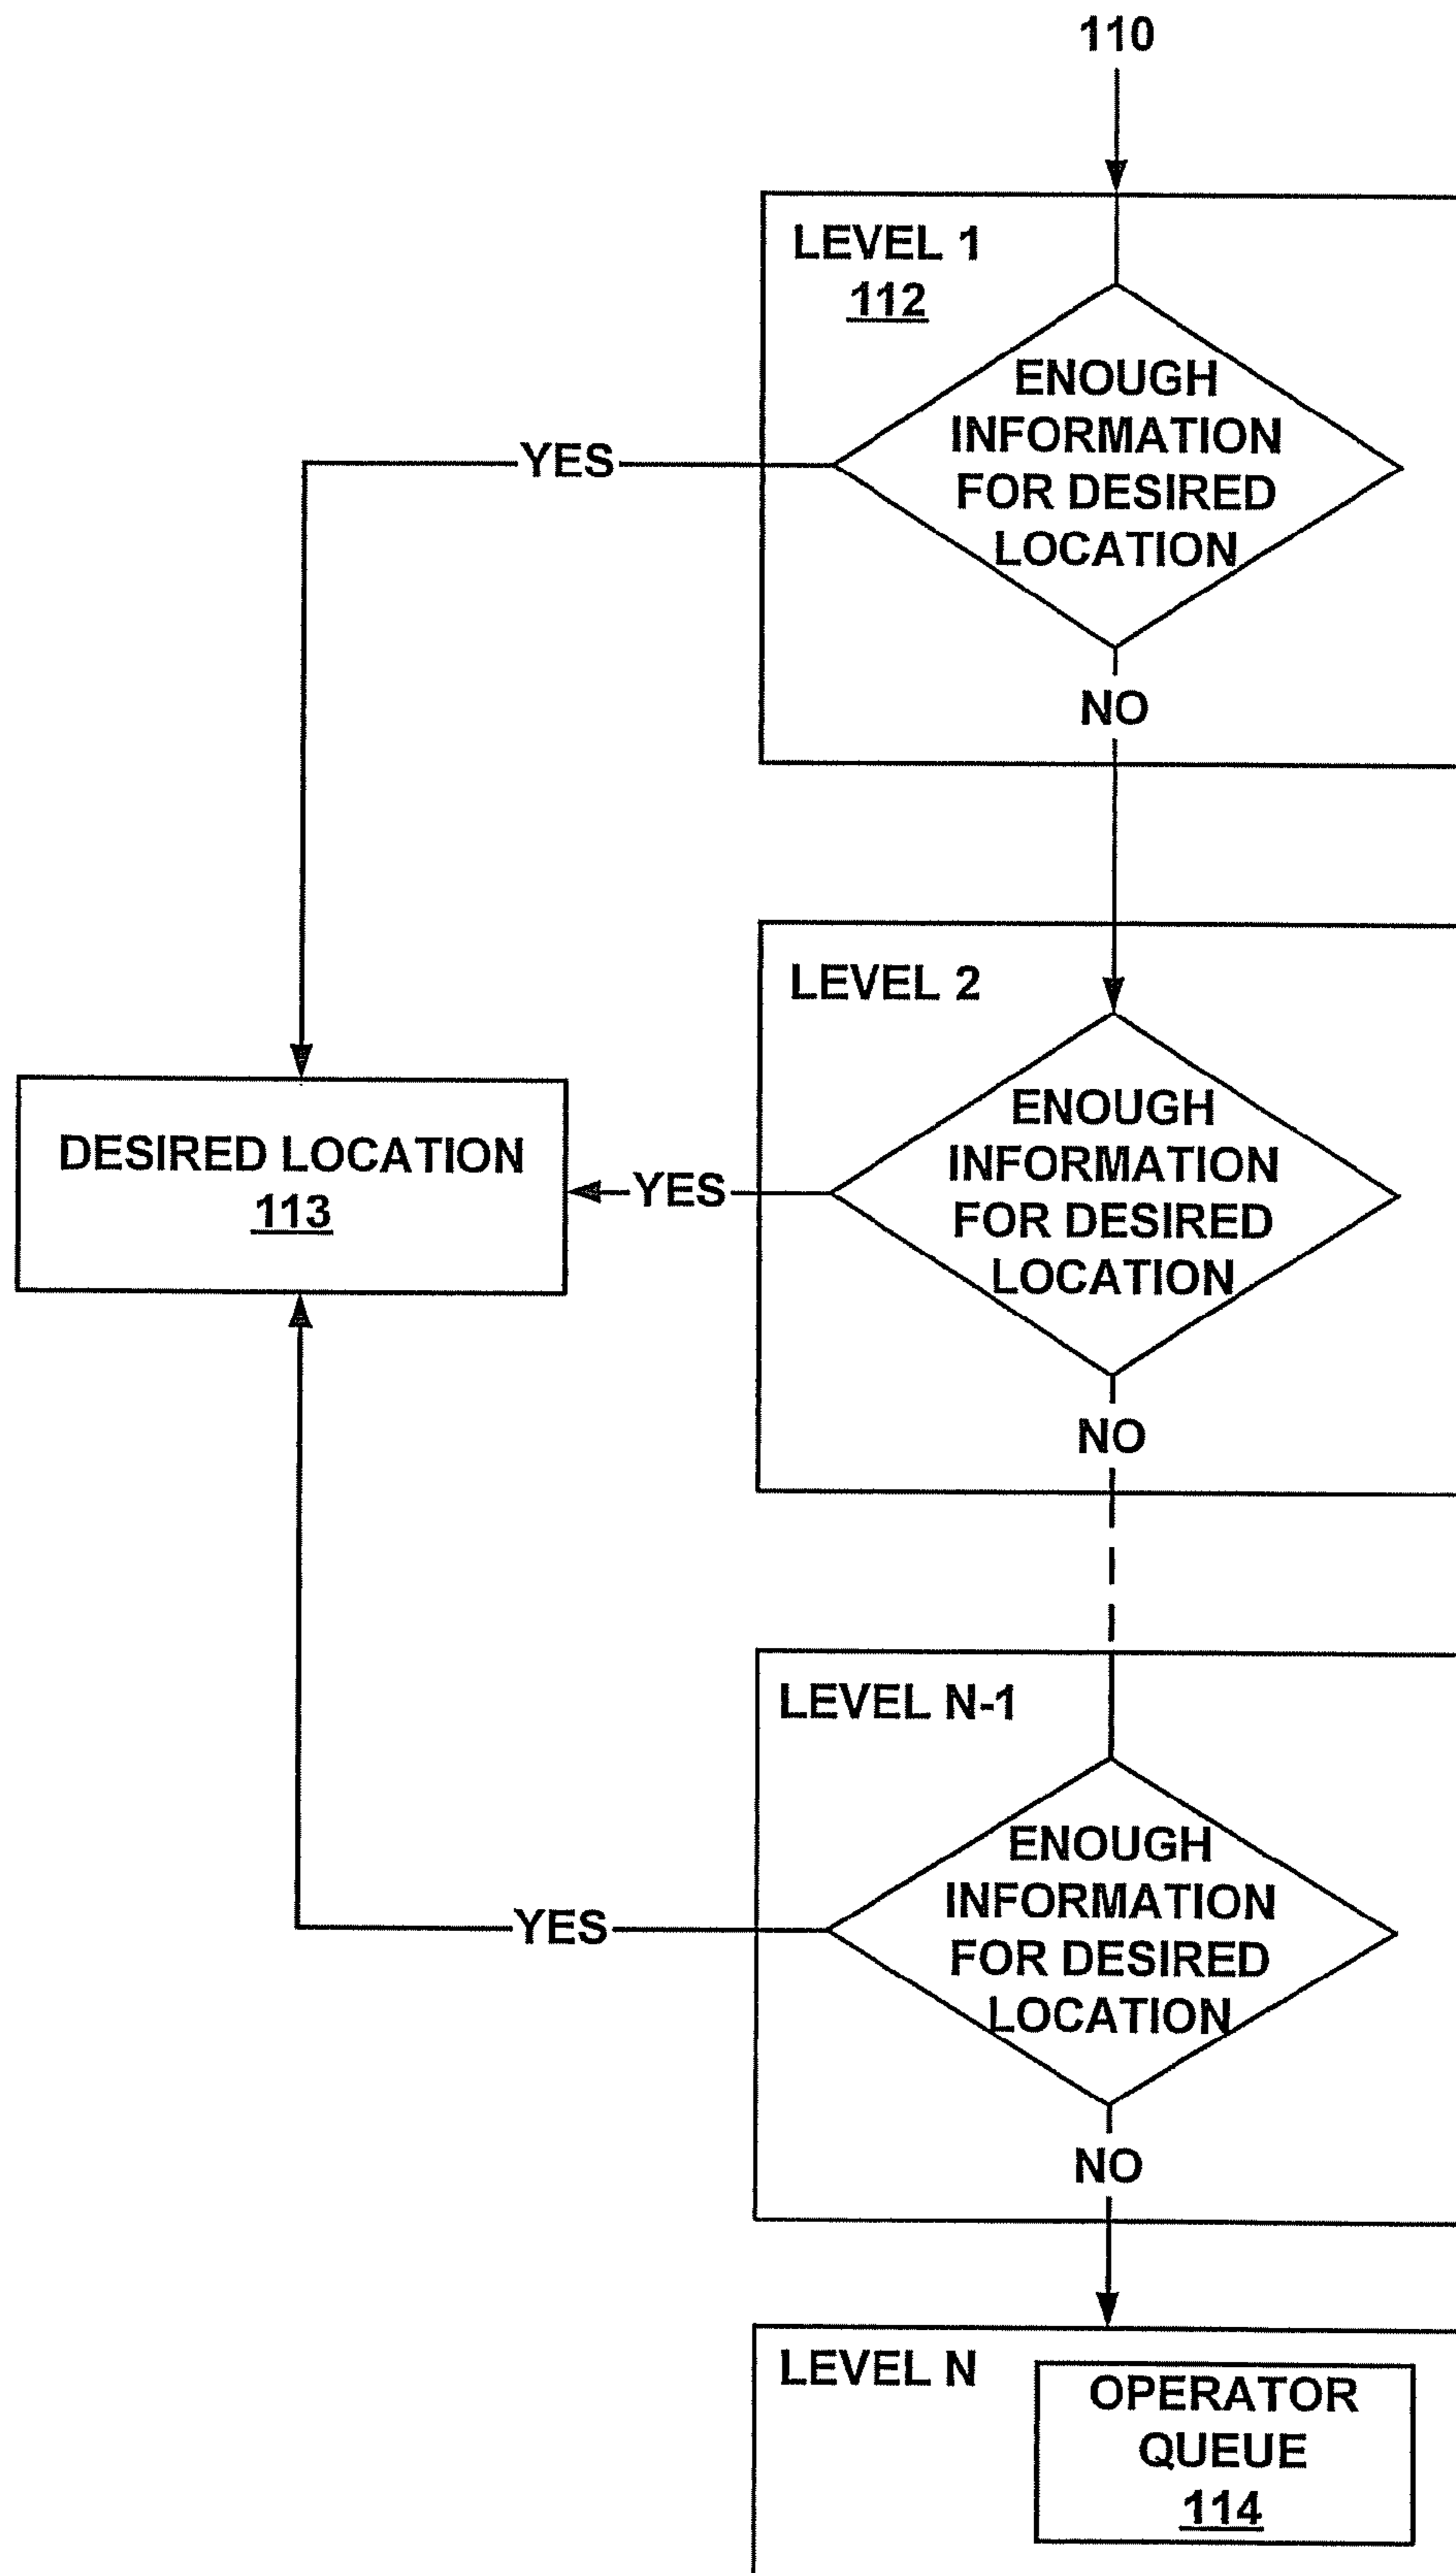 110
LEVEL 1
112
ENOUGH
INFORMATION
FOR DESIRED
LOCATION
YES
NO
LEVEL 2
ENOUGH
INFORMATION
FOR DESIRED
LOCATION
DESIRED LOCATION
113
YES
NO
LEVEL N-1
ENOUGH
INFORMATION
FOR DESIRED
LOCATION
YES
NO
LEVEL N
OPERATOR
QUEUE
114